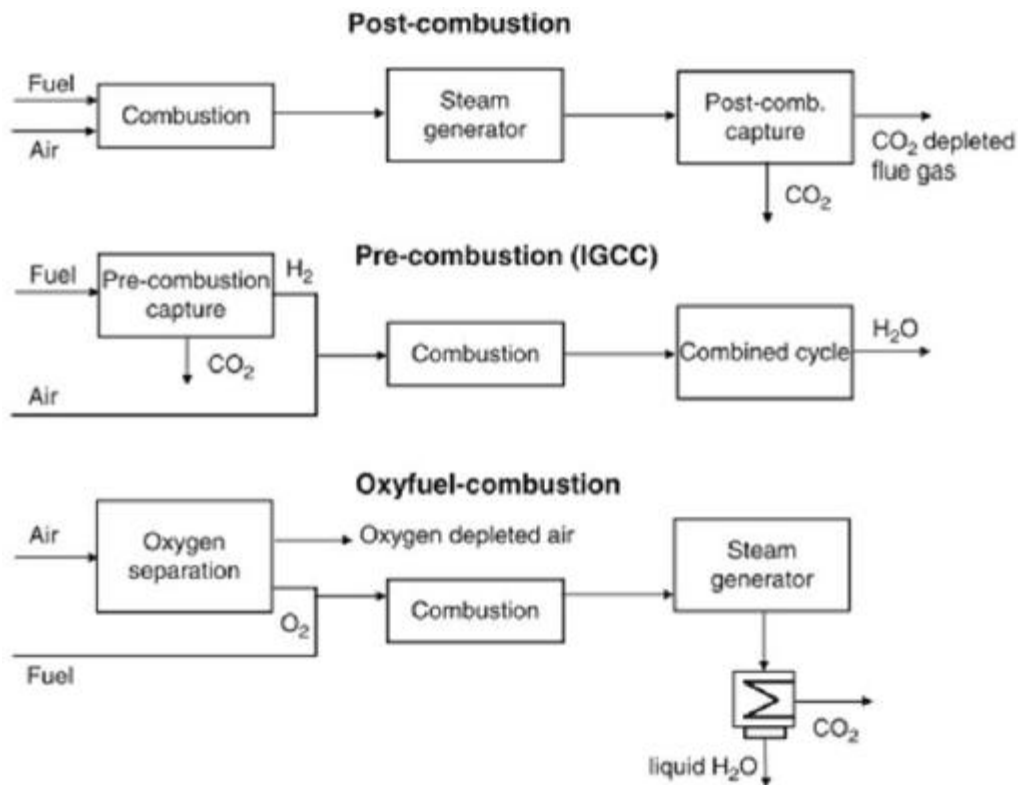 Post-combustion
Fuel
Air
Combustion
Steam
generator
Post-comb.
capture
CO₂ depleted
flue gas
CO₂
Pre-combustion (IGCC)
Fuel
Pre-combustion
capture
H₂
CO₂
Air
Combustion
Combined cycle
H₂O
Oxyfuel-combustion
Air
Oxygen
separation
Oxygen depleted air
O₂
Fuel
Combustion
Steam
generator
CO₂
liquid H₂O